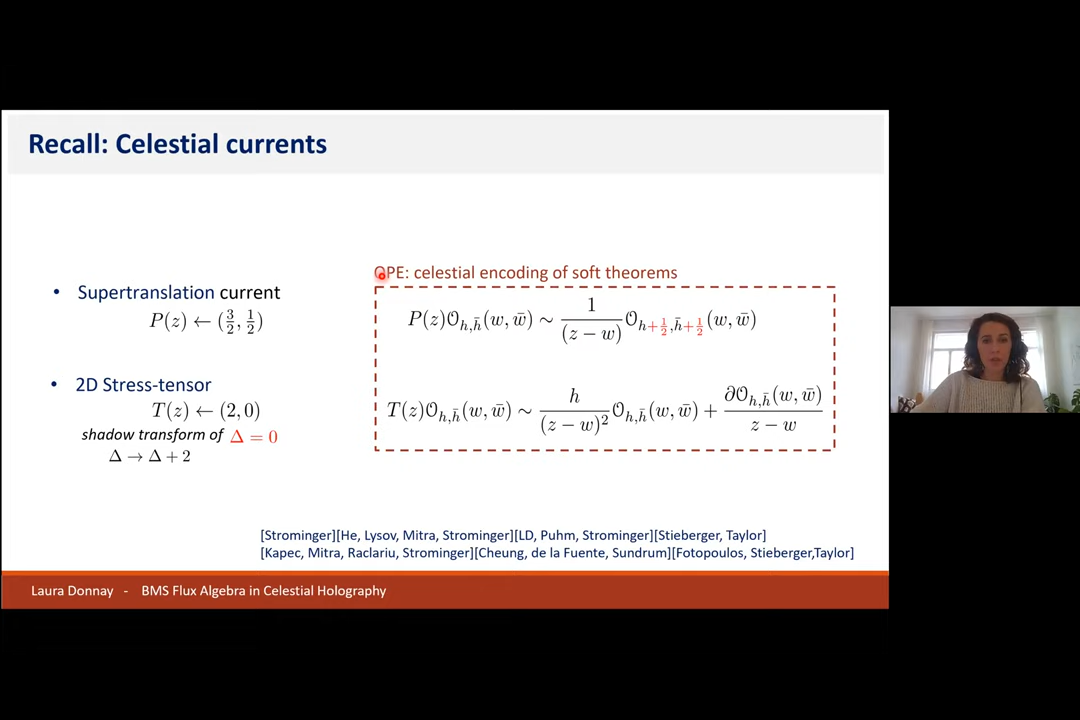 Recall: Celestial currents
• Supertranslation current
P(z) ← (3/2, 1/2)
• 2D Stress-tensor
T(z) ← (2,0)
shadow transform of Δ = 0
Δ → Δ + 2
OPE: celestial encoding of soft theorems
P(z)𝒪_{h,h̄}(w, w̄) ∼ 1/(z − w) 𝒪_{h+1/2,h̄+1/2}(w, w̄)
T(z)𝒪_{h,h̄}(w, w̄) ∼ h/(z − w)² 𝒪_{h,h̄}(w, w̄) + ∂𝒪_{h,h̄}(w, w̄)/(z − w)
[Strominger][He, Lysov, Mitra, Strominger][LD, Puhm, Strominger][Stieberger, Taylor]
[Kapec, Mitra, Raclariu, Strominger][Cheung, de la Fuente, Sundrum][Fotopoulos, Stieberger,Taylor]
Laura Donnay - BMS Flux Algebra in Celestial Holography